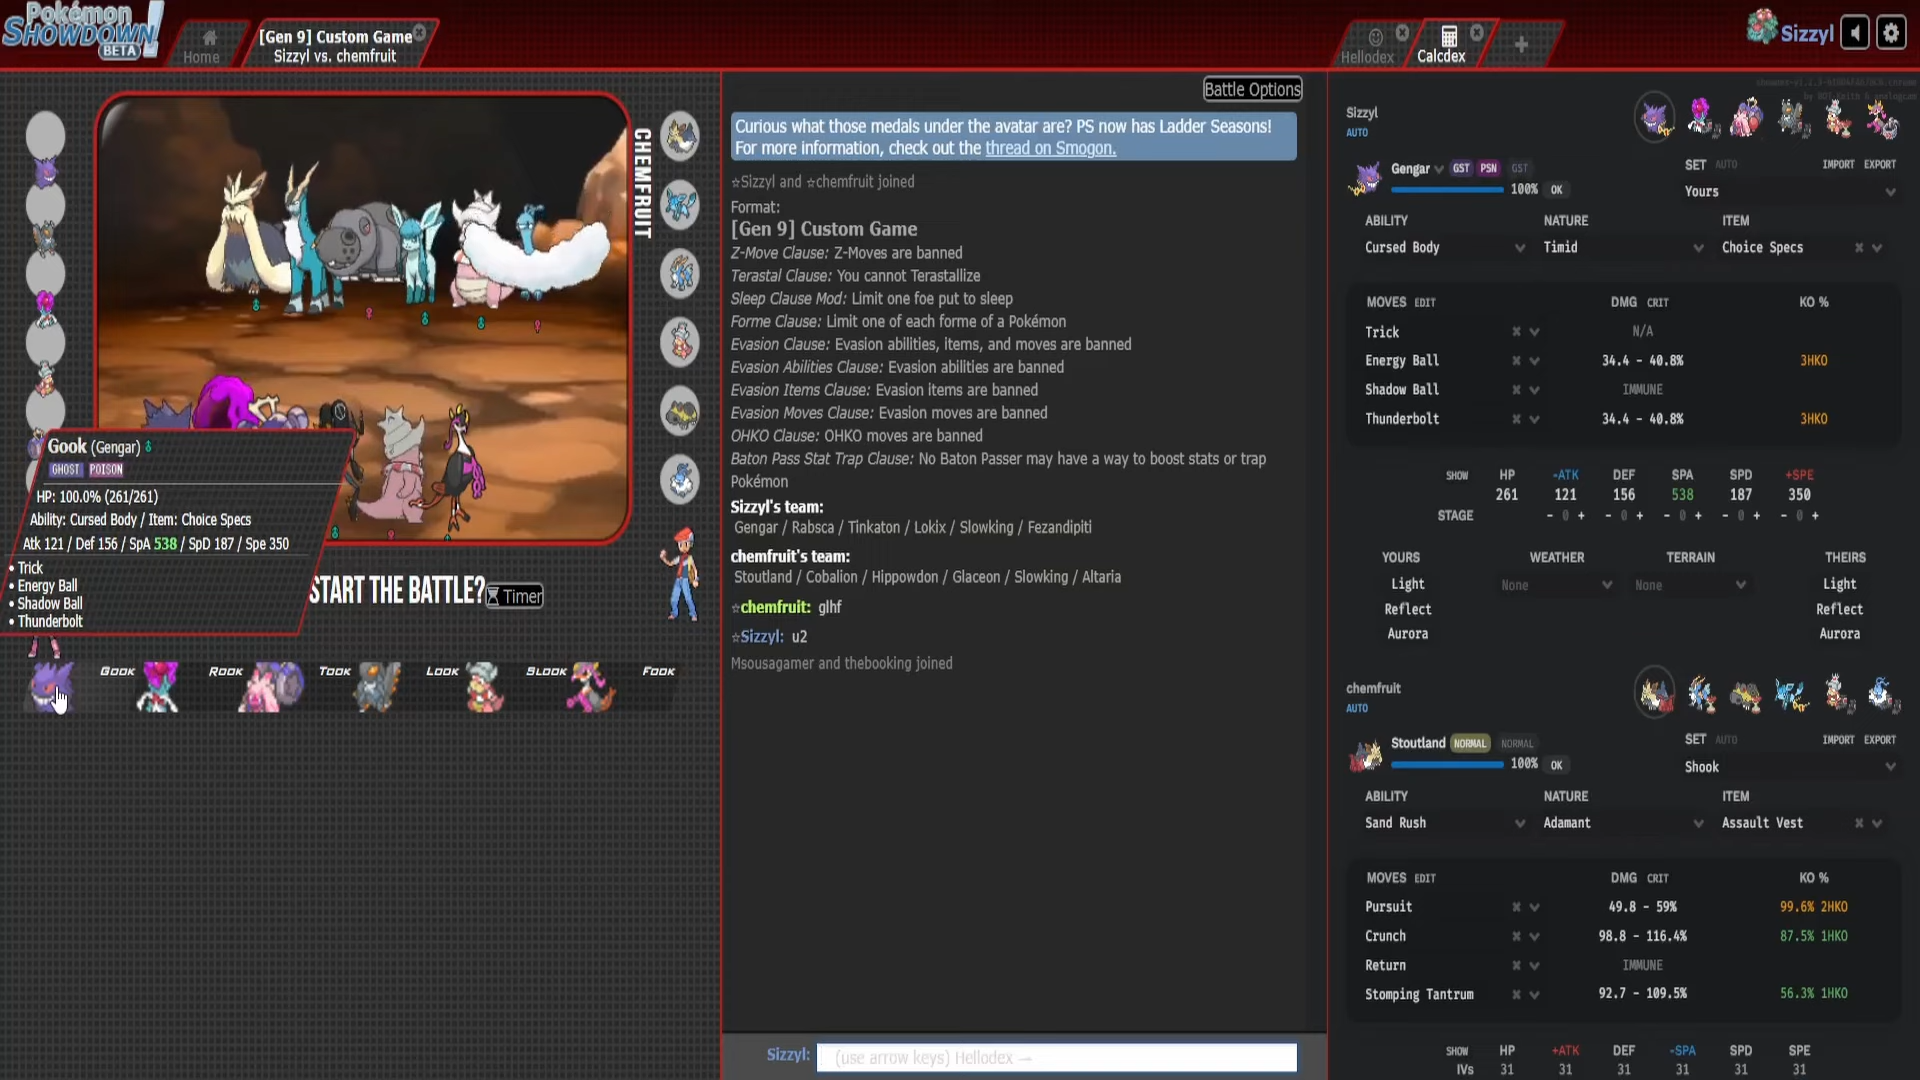 Pokémon
SHOWDOWN!
BETA
Home
[Gen 9] Custom Game
Sizzyl vs. chemfruit
Hellodex
Calcdex
Sizzyl
CHEMFRUIT
Gook (Gengar)
GHOST POISON
HP: 100.0% (261/261)
Ability: Cursed Body / Item: Choice Specs
Atk 121 / Def 156 / SpA 538 / SpD 187 / Spe 350
• Trick
• Energy Ball
• Shadow Ball
• Thunderbolt
START THE BATTLE?
Timer
Gook
Rook
Took
Look
Slook
Fook
Battle Options
Curious what those medals under the avatar are? PS now has Ladder Seasons!
For more information, check out the thread on Smogon.
☆Sizzyl and ☆chemfruit joined
Format:
[Gen 9] Custom Game
Z-Move Clause: Z-Moves are banned
Terastal Clause: You cannot Terastallize
Sleep Clause Mod: Limit one foe put to sleep
Forme Clause: Limit one of each forme of a Pokémon
Evasion Clause: Evasion abilities, items, and moves are banned
Evasion Abilities Clause: Evasion abilities are banned
Evasion Items Clause: Evasion items are banned
Evasion Moves Clause: Evasion moves are banned
OHKO Clause: OHKO moves are banned
Baton Pass Stat Trap Clause: No Baton Passer may have a way to boost stats or trap
Pokémon
Sizzyl's team:
Gengar / Rabsca / Tinkaton / Lokix / Slowking / Fezandipiti
chemfruit's team:
Stoutland / Cobalion / Hippowdon / Glaceon / Slowking / Altaria
☆chemfruit: glhf
☆Sizzyl: u2
Msousagamer and thebooking joined
Sizzyl: (use arrow keys) Hellodex →
Sizzyl
AUTO
Gengar GST PSN GST
100% OK
SET AUTO IMPORT EXPORT
Yours
ABILITY NATURE ITEM
Cursed Body Timid Choice Specs
MOVES EDIT DMG CRIT KO %
Trick N/A
Energy Ball 34.4 - 40.8% 3HKO
Shadow Ball IMMUNE
Thunderbolt 34.4 - 40.8% 3HKO
SHOW HP -ATK DEF SPA SPD +SPE
261 121 156 538 187 350
STAGE - 0 + - 0 + - 0 + - 0 + - 0 +
YOURS WEATHER TERRAIN THEIRS
Light None None Light
Reflect Reflect
Aurora Aurora
chemfruit
AUTO
Stoutland NORMAL NORMAL
100% OK
SET AUTO IMPORT EXPORT
Shook
ABILITY NATURE ITEM
Sand Rush Adamant Assault Vest
MOVES EDIT DMG CRIT KO %
Pursuit 49.8 - 59% 99.6% 2HKO
Crunch 98.8 - 116.4% 87.5% 1HKO
Return IMMUNE
Stomping Tantrum 92.7 - 109.5% 56.3% 1HKO
SHOW HP +ATK DEF -SPA SPD SPE
IVs 31 31 31 31 31 31